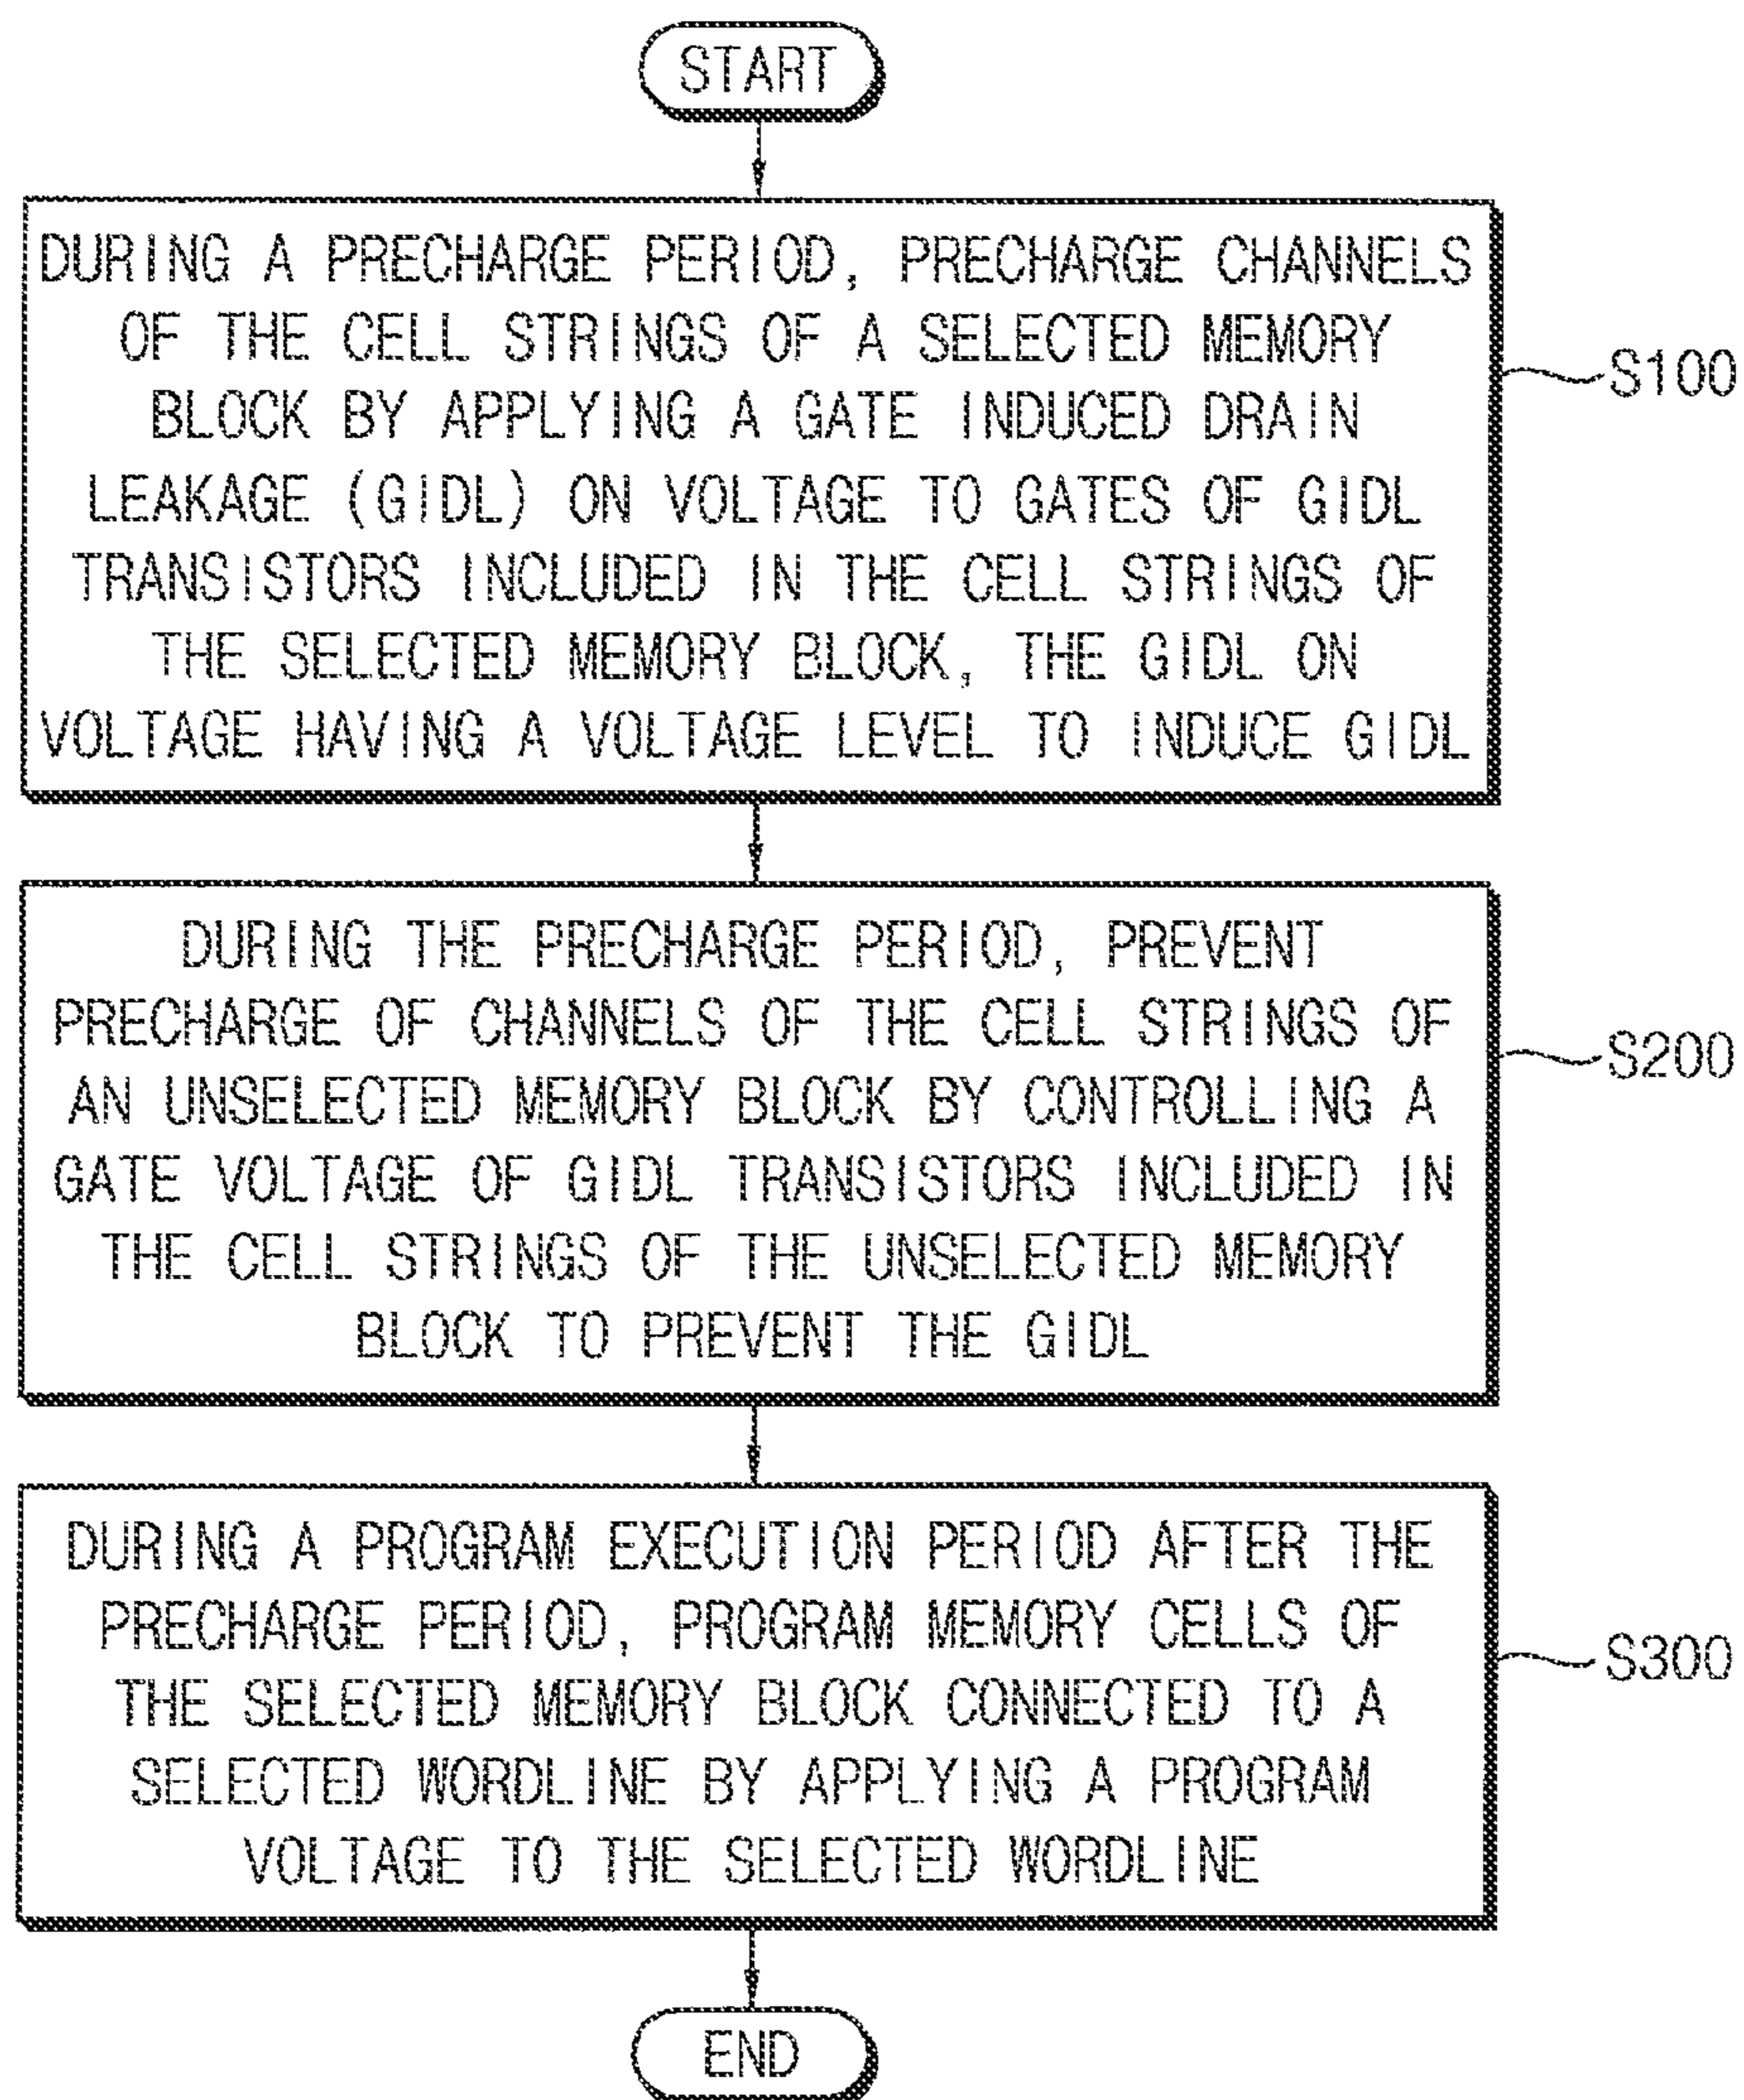 START
DURING A PRECHARGE PERIOD, PRECHARGE CHANNELS
OF THE CELL STRINGS OF A SELECTED MEMORY
BLOCK BY APPLYING A GATE INDUCED DRAIN
LEAKAGE (GIDL) ON VOLTAGE TO GATES OF GIDL
TRANSISTORS INCLUDED IN THE CELL STRINGS OF
THE SELECTED MEMORY BLOCK, THE GIDL ON
VOLTAGE HAVING A VOLTAGE LEVEL TO INDUCE GIDL
S100
DURING THE PRECHARGE PERIOD, PREVENT
PRECHARGE OF CHANNELS OF THE CELL STRINGS OF
AN UNSELECTED MEMORY BLOCK BY CONTROLLING A
GATE VOLTAGE OF GIDL TRANSISTORS INCLUDED IN
THE CELL STRINGS OF THE UNSELECTED MEMORY
BLOCK TO PREVENT THE GIDL
S200
DURING A PROGRAM EXECUTION PERIOD AFTER THE
PRECHARGE PERIOD, PROGRAM MEMORY CELLS OF
THE SELECTED MEMORY BLOCK CONNECTED TO A
SELECTED WORDLINE BY APPLYING A PROGRAM
VOLTAGE TO THE SELECTED WORDLINE
S300
END